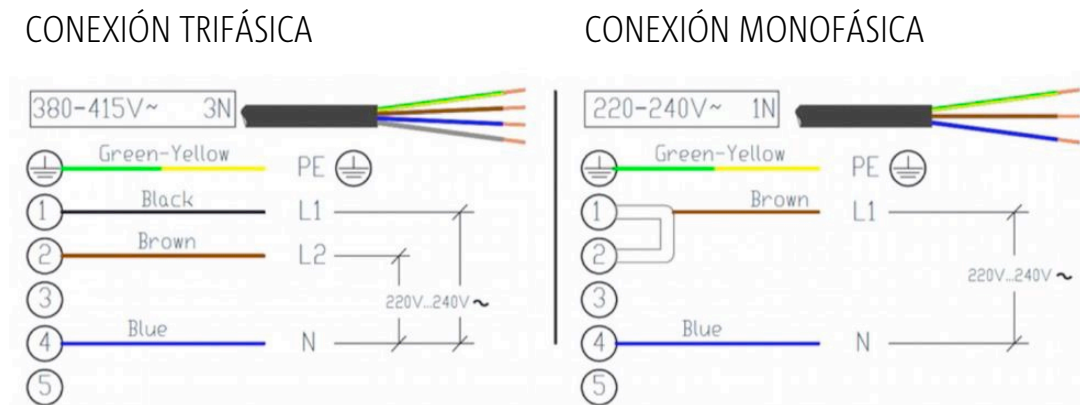 CONEXIÓN TRIFÁSICA
380-415V~ 3N
Green-Yellow PE
1 Black L1
2 Brown L2
3
220V...240V ~
4 Blue N
5
CONEXIÓN MONOFÁSICA
220-240V~ 1N
Green-Yellow PE
1 Brown L1
2
220V...240V ~
3
4 Blue N
5